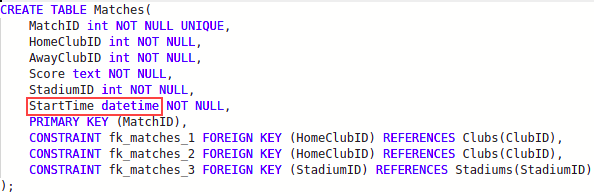 CREATE TABLE Matches(
MatchID int NOT NULL UNIQUE,
HomeClubID int NOT NULL,
AwayClubID int NOT NULL,
Score text NOT NULL,
StadiumID int NOT NULL,
StartTime datetime NOT NULL,
PRIMARY KEY (MatchID),
CONSTRAINT fk_matches_1 FOREIGN KEY (HomeClubID) REFERENCES Clubs(ClubID),
CONSTRAINT fk_matches_2 FOREIGN KEY (HomeClubID) REFERENCES Clubs(ClubID),
CONSTRAINT fk_matches_3 FOREIGN KEY (StadiumID) REFERENCES Stadiums(StadiumID)
);